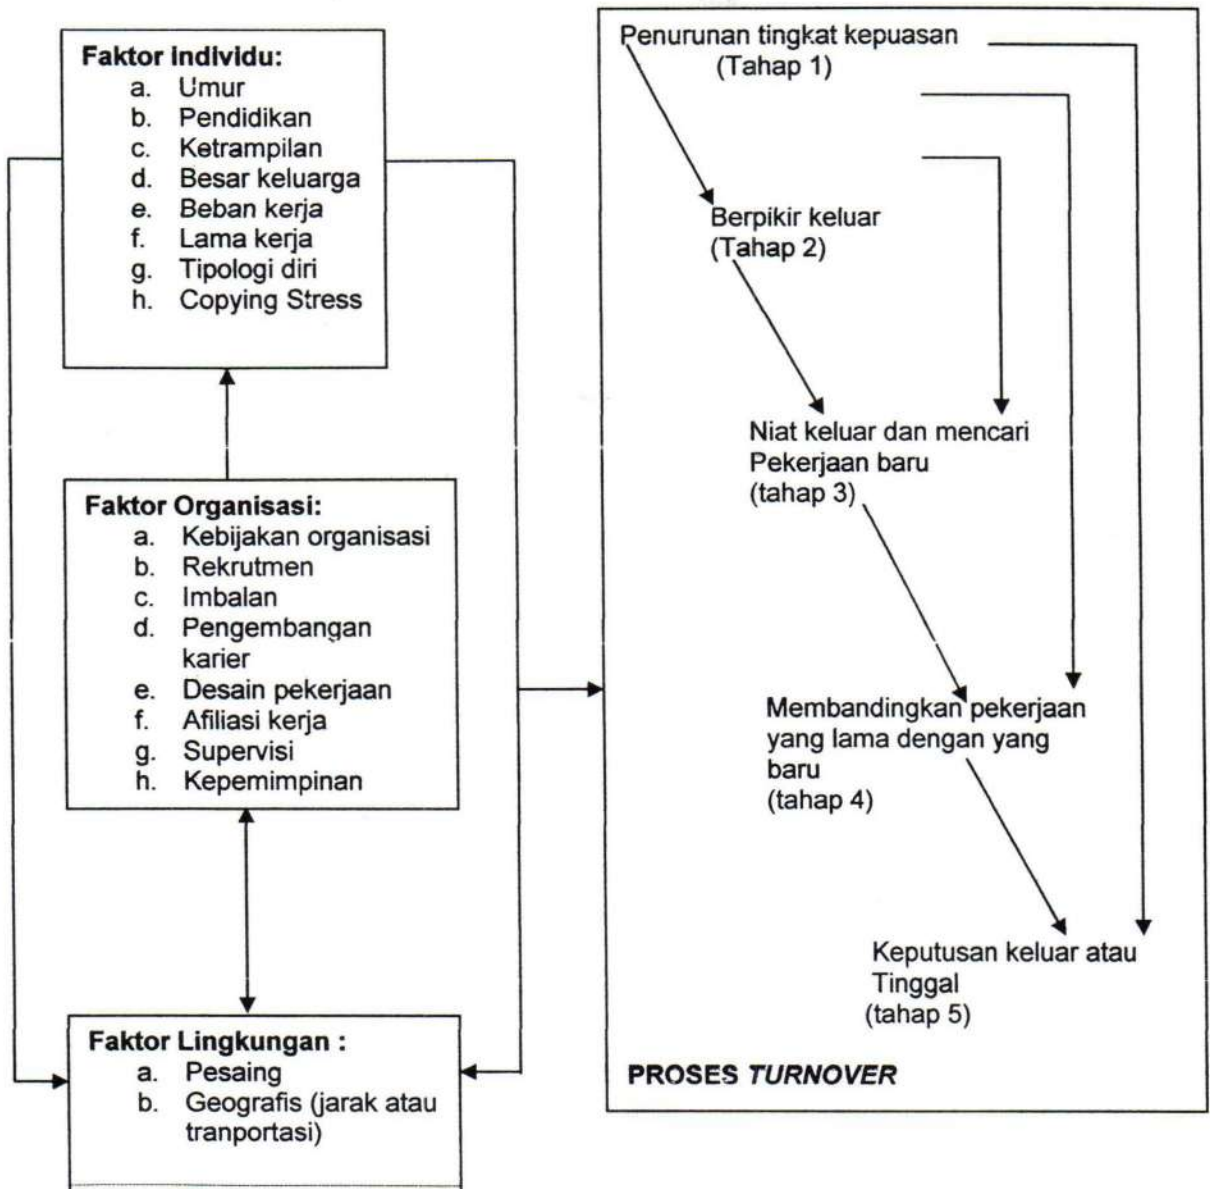 Faktor individu:
a. Umur
b. Pendidikan
c. Ketrampilan
d. Besar keluarga
e. Beban kerja
f. Lama kerja
g. Tipologi diri
h. Copying Stress
Faktor Organisasi:
a. Kebijakan organisasi
b. Rekrutmen
c. Imbalan
d. Pengembangan
karier
e. Desain pekerjaan
f. Afiliasi kerja
g. Supervisi
h. Kepemimpinan
Faktor Lingkungan :
a. Pesaing
b. Geografis (jarak atau
tranportasi)
Penurunan tingkat kepuasan
(Tahap 1)
Berpikir keluar
(Tahap 2)
Niat keluar dan mencari
Pekerjaan baru
(tahap 3)
Membandingkan pekerjaan
yang lama dengan yang
baru
(tahap 4)
Keputusan keluar atau
Tinggal
(tahap 5)
PROSES TURNOVER